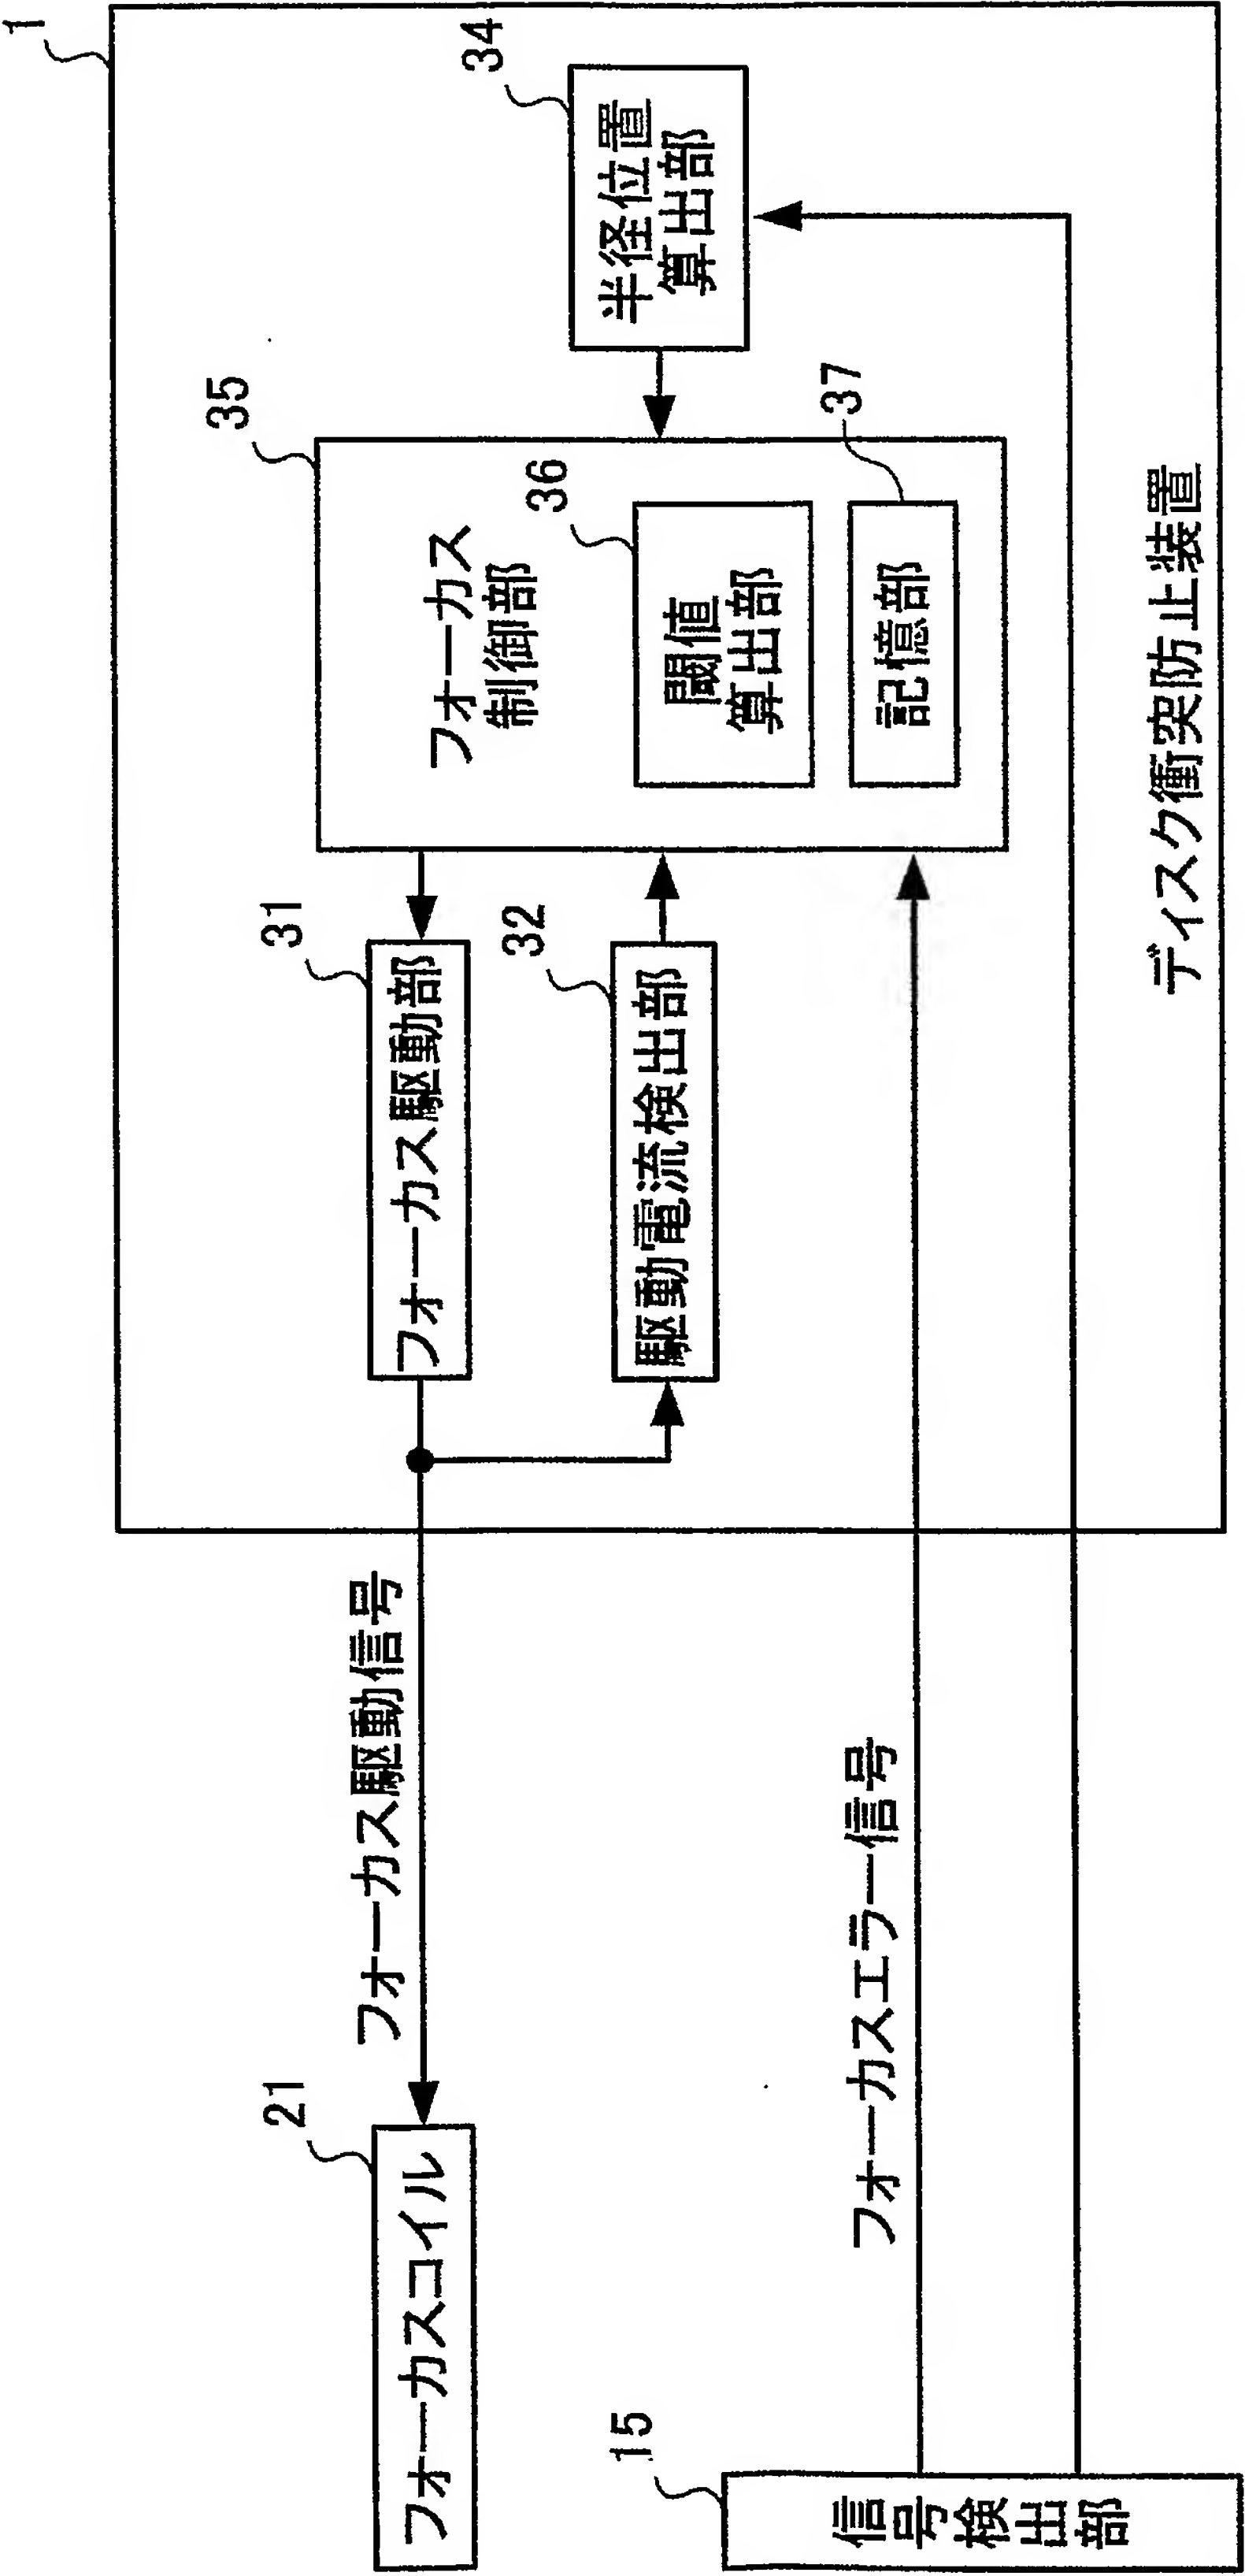 21
フォーカスコイル
フォーカス駆動信号
31
フォーカス駆動部
32
駆動電流検出部
35
フォーカス
制御部
36
閾値
算出部
37
記憶部
34
半径位置
算出部
1
15
信号検出部
フォーカスエラー信号
ディスク衝突防止装置